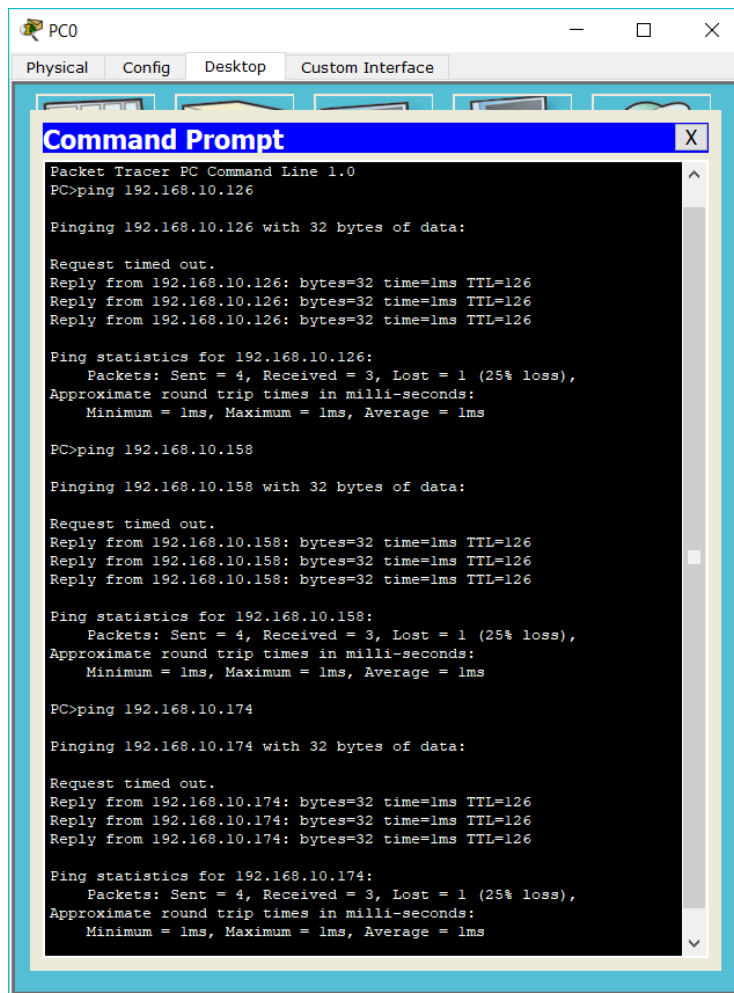 PC0
Physical Config Desktop Custom Interface
Command Prompt X
Packet Tracer PC Command Line 1.0
PC>ping 192.168.10.126
Pinging 192.168.10.126 with 32 bytes of data:
Request timed out.
Reply from 192.168.10.126: bytes=32 time=1ms TTL=126
Reply from 192.168.10.126: bytes=32 time=1ms TTL=126
Reply from 192.168.10.126: bytes=32 time=1ms TTL=126
Ping statistics for 192.168.10.126:
    Packets: Sent = 4, Received = 3, Lost = 1 (25% loss),
Approximate round trip times in milli-seconds:
    Minimum = 1ms, Maximum = 1ms, Average = 1ms
PC>ping 192.168.10.158
Pinging 192.168.10.158 with 32 bytes of data:
Request timed out.
Reply from 192.168.10.158: bytes=32 time=1ms TTL=126
Reply from 192.168.10.158: bytes=32 time=1ms TTL=126
Reply from 192.168.10.158: bytes=32 time=1ms TTL=126
Ping statistics for 192.168.10.158:
    Packets: Sent = 4, Received = 3, Lost = 1 (25% loss),
Approximate round trip times in milli-seconds:
    Minimum = 1ms, Maximum = 1ms, Average = 1ms
PC>ping 192.168.10.174
Pinging 192.168.10.174 with 32 bytes of data:
Request timed out.
Reply from 192.168.10.174: bytes=32 time=1ms TTL=126
Reply from 192.168.10.174: bytes=32 time=1ms TTL=126
Reply from 192.168.10.174: bytes=32 time=1ms TTL=126
Ping statistics for 192.168.10.174:
    Packets: Sent = 4, Received = 3, Lost = 1 (25% loss),
Approximate round trip times in milli-seconds:
    Minimum = 1ms, Maximum = 1ms, Average = 1ms